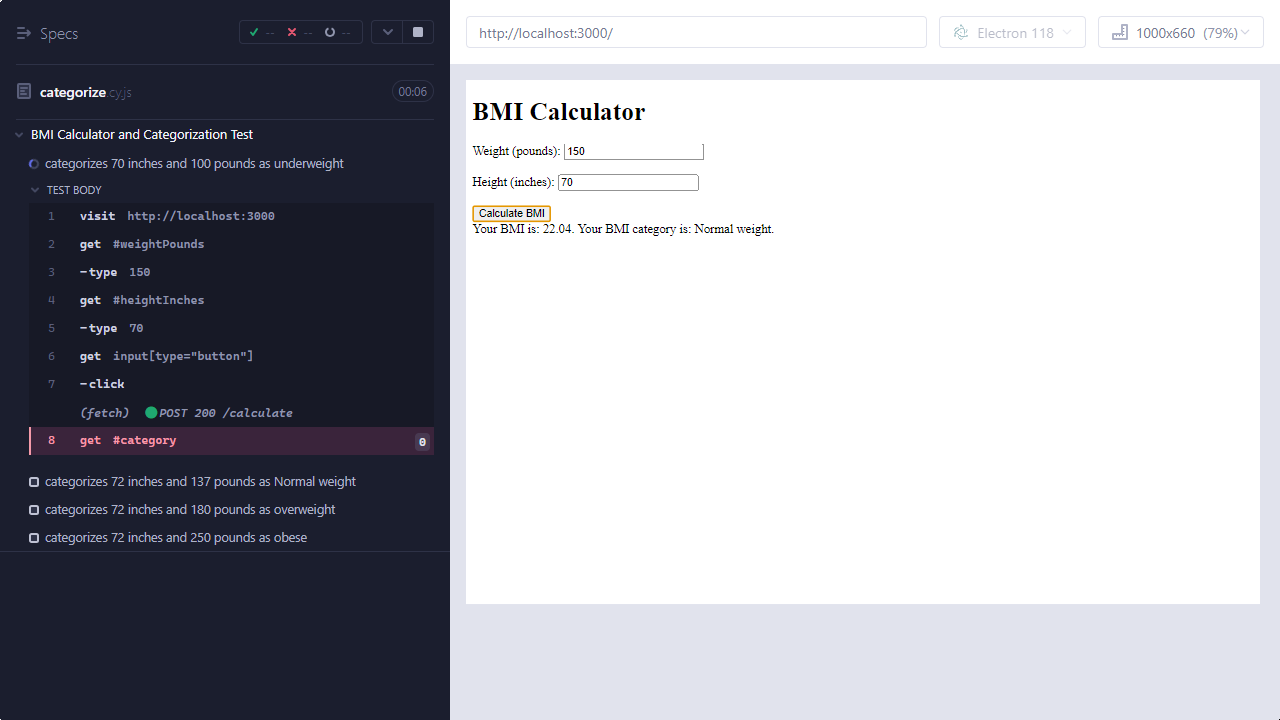 Specs
-- -- --
categorize.cy.js 00:06
BMI Calculator and Categorization Test
categorizes 70 inches and 100 pounds as underweight
TEST BODY
1 visit http://localhost:3000
2 get #weightPounds
3 -type 150
4 get #heightInches
5 -type 70
6 get input[type="button"]
7 -click
(fetch) POST 200 /calculate
8 get #category 0
categorizes 72 inches and 137 pounds as Normal weight
categorizes 72 inches and 180 pounds as overweight
categorizes 72 inches and 250 pounds as obese
http://localhost:3000/
Electron 118
1000x660 (79%)
BMI Calculator
Weight (pounds): 150
Height (inches): 70
Calculate BMI
Your BMI is: 22.04. Your BMI category is: Normal weight.